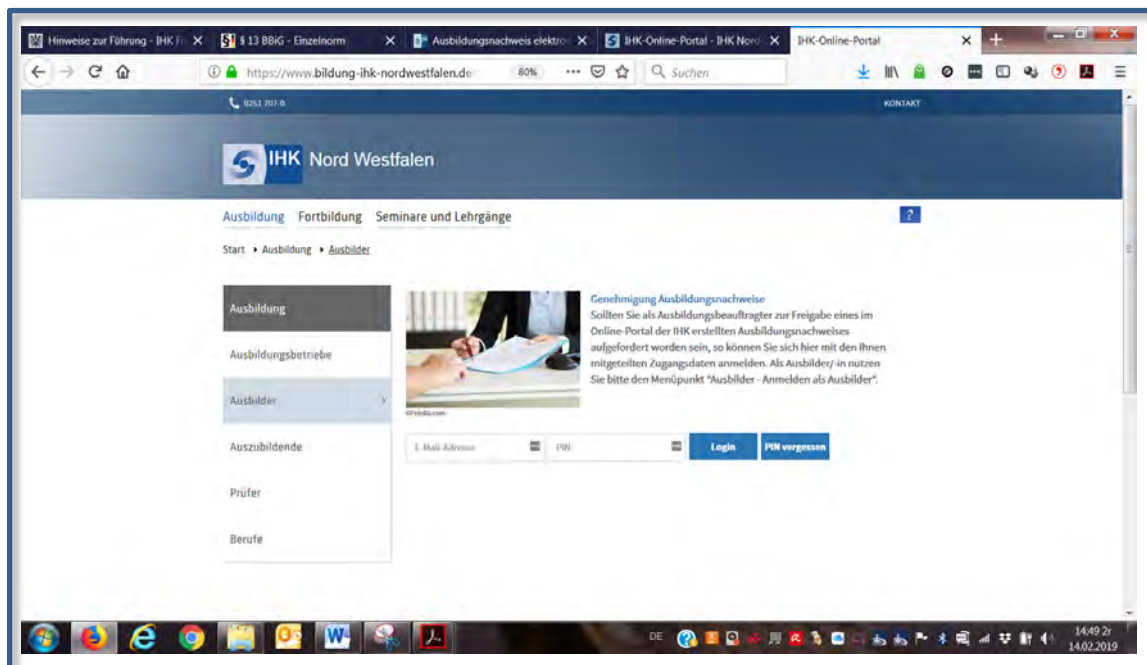 Hinweise zur Führung - IHK
§ 13 BBiG - Einzelnorm
Ausbildungsnachweis elektro
IHK-Online-Portal - IHK Nord
IHK-Online-Portal
https://www.bildung-ihk-nordwestfalen.de
80%
Suchen
0251 707-0
KONTAKT
IHK Nord Westfalen
Ausbildung Fortbildung Seminare und Lehrgänge
?
Start Ausbildung Ausbilder
Ausbildung
Ausbildungsbetriebe
Ausbilder
Auszubildende
Prüfer
Berufe
Genehmigung Ausbildungsnachweise
Sollten Sie als Ausbildungsbeauftragter zur Freigabe eines im
Online-Portal der IHK erstellten Ausbildungsnachweises
aufgefordert worden sein, so können Sie sich hier mit den Ihnen
mitgeteilten Zugangsdaten anmelden. Als Ausbilder/-in nutzen
Sie bitte den Menüpunkt "Ausbilder - Anmelden als Ausbilder".
©Fotolia.com
E-Mail-Adresse
PIN
Login
PIN vergessen
DE
14:49
14.02.2019